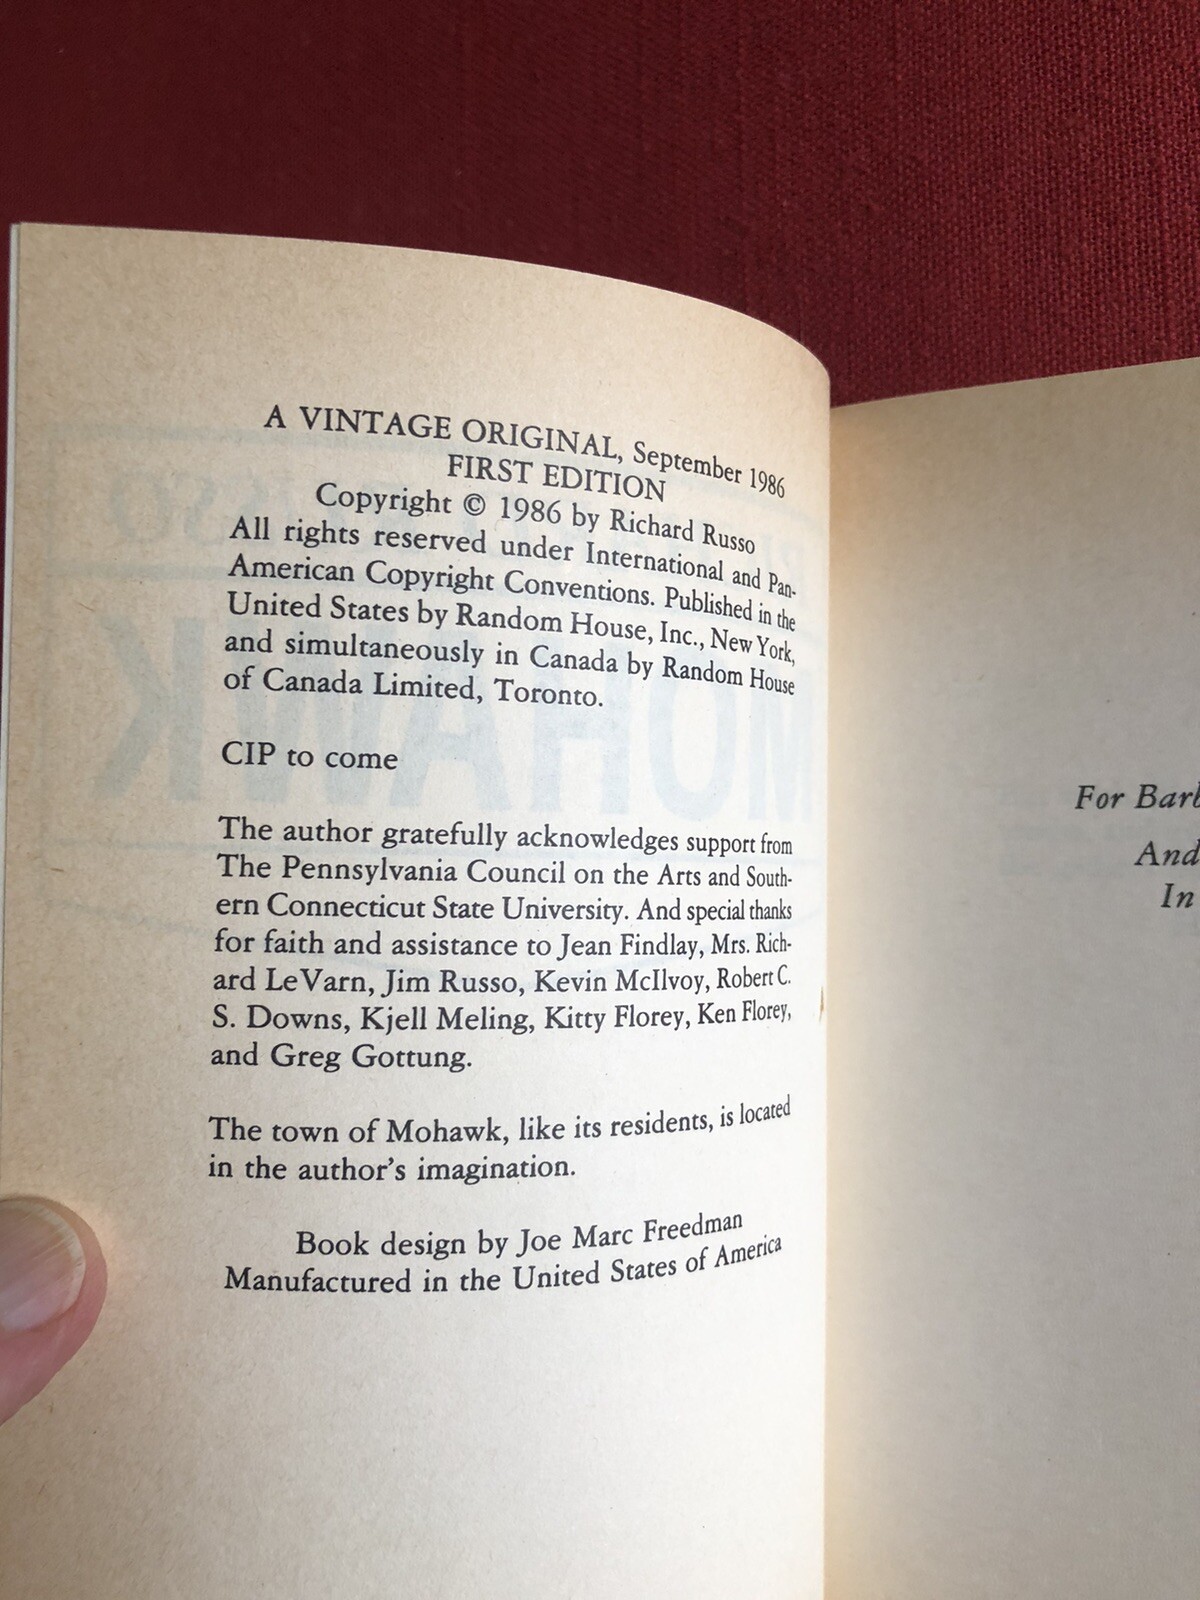 A VINTAGE ORIGINAL, September 1986
FIRST EDITION
Copyright © 1986 by Richard Russo
All rights reserved under International and Pan-
American Copyright Conventions. Published in the
United States by Random House, Inc., New York,
and simultaneously in Canada by Random House
of Canada Limited, Toronto.
CIP to come
The author gratefully acknowledges support from
The Pennsylvania Council on the Arts and South-
ern Connecticut State University. And special thanks
for faith and assistance to Jean Findlay, Mrs. Rich-
ard LeVarn, Jim Russo, Kevin McIlvoy, Robert C.
S. Downs, Kjell Meling, Kitty Florey, Ken Florey,
and Greg Gottung.
The town of Mohawk, like its residents, is located
in the author's imagination.
Book design by Joe Marc Freedman
Manufactured in the United States of America
For
And
In